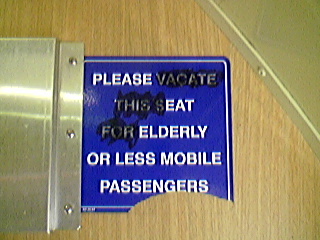 PLEASE VACATE
THIS SEAT
FOR ELDERLY
OR LESS MOBILE
PASSENGERS